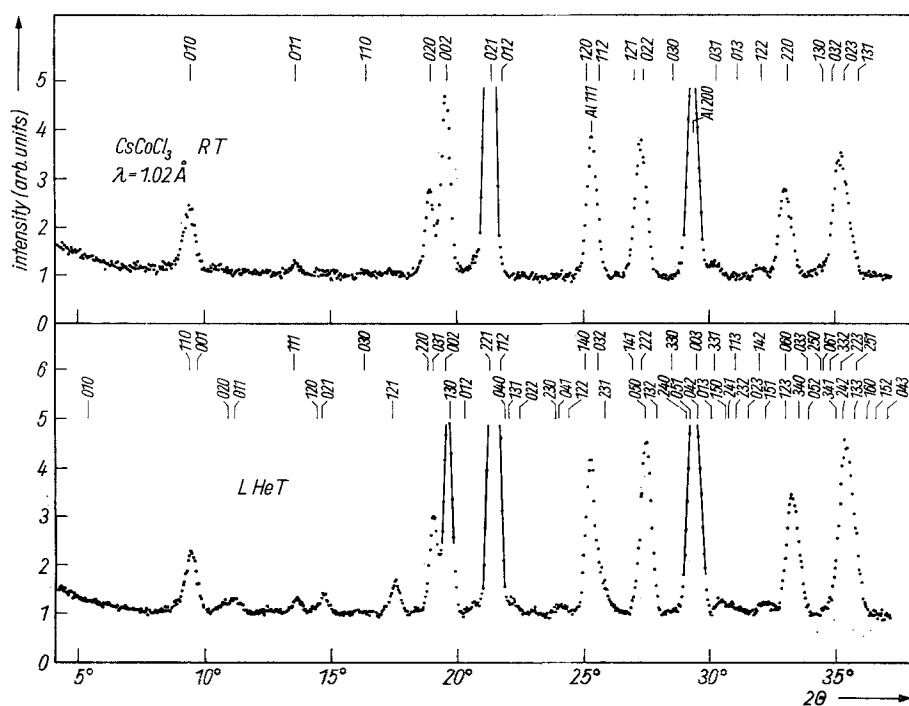 intensity (arb. units)
010 011 110 020 002 021 012 120 112 121 022 030 031 013 122 220 130 032 023 131
5
4
3
2
1
0
CsCoCl₃ RT
λ=1.02 Å
Al 111
Al 200
110 001 111 030 220 031 002 221 112 140 032 141 222 330 003 331 113 142 060 033 250 061 332 223 251
010 020 011 120 021 121 130 012 040 131 022 230 041 122 231 050 132 240 051 042 013 150 241 232 023 151 123 340 052 341 242 133 160 152 043
6
5
4
3
2
1
0
L He T
5° 10° 15° 20° 25° 30° 35°
2Θ